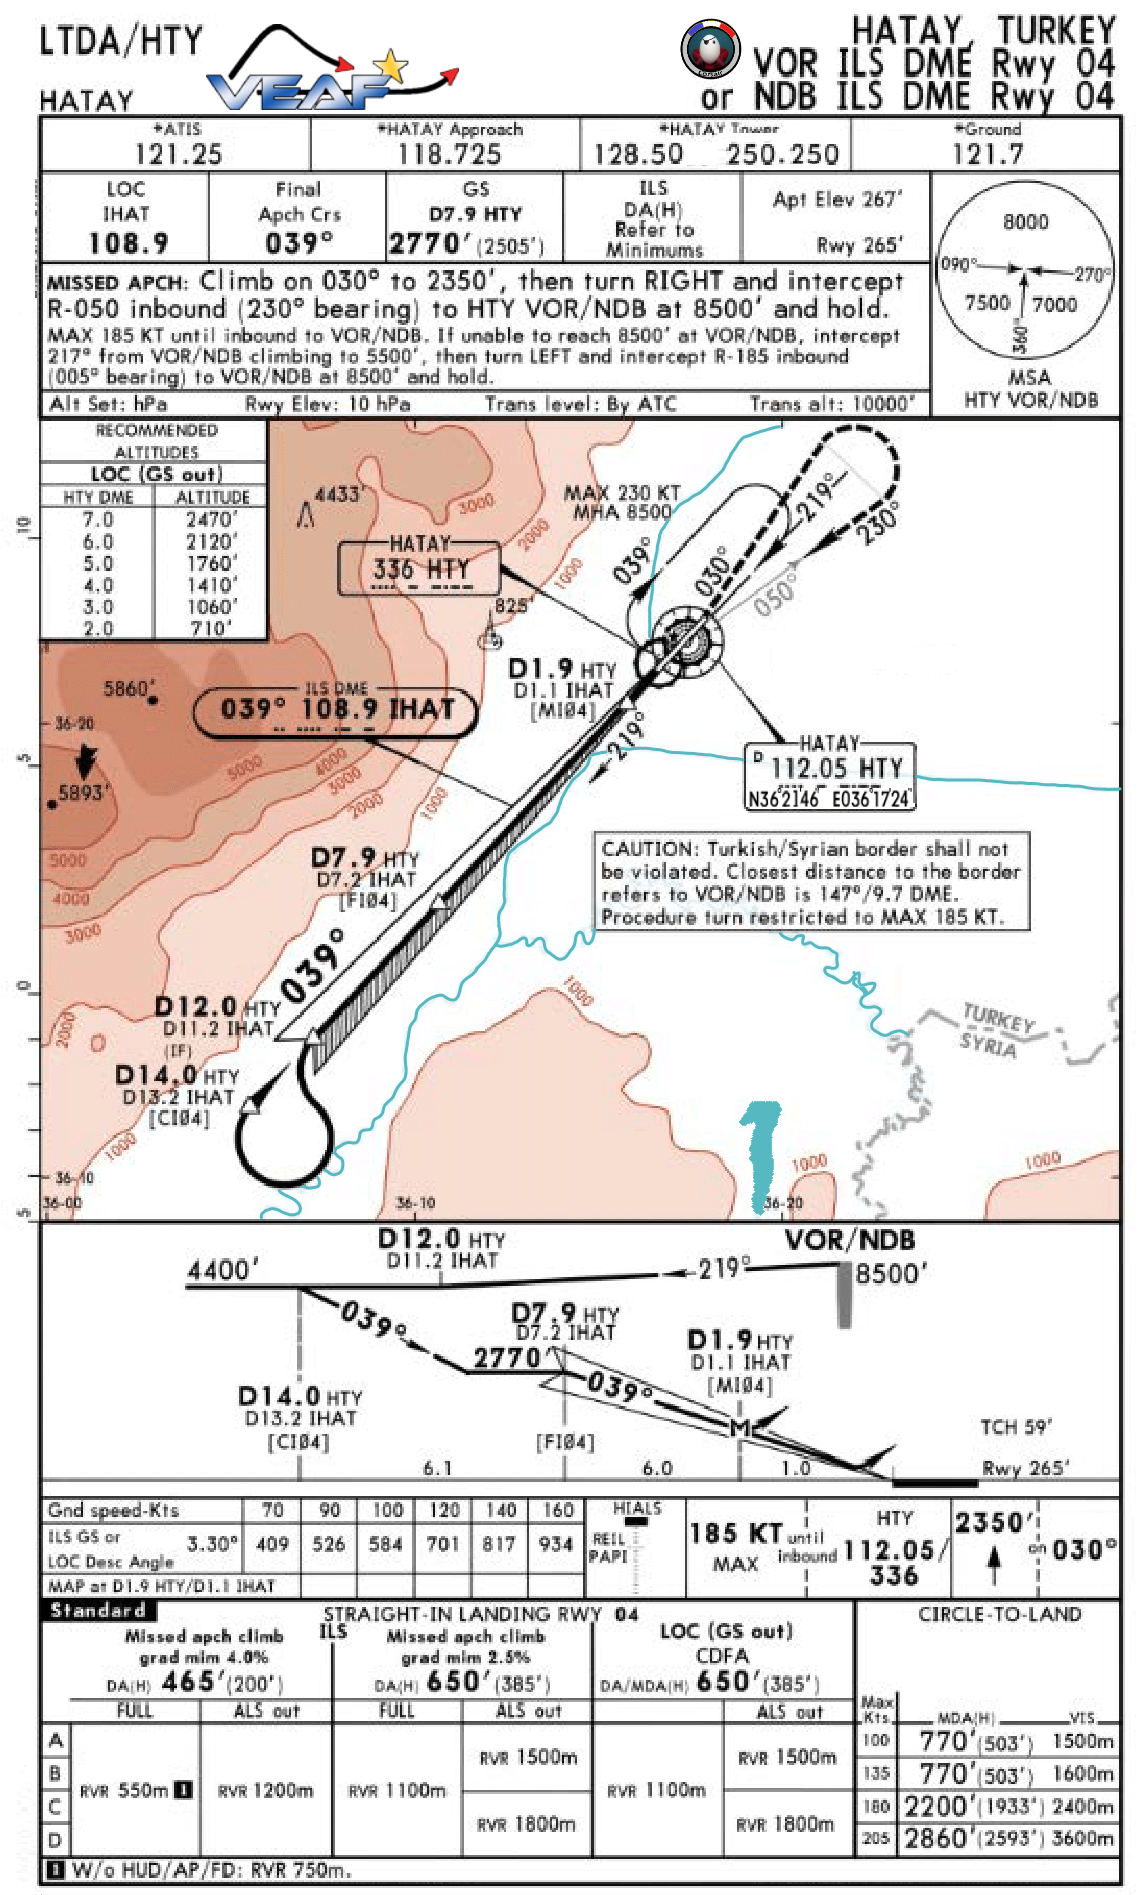 LTDA/HTY
HATAY
VEAF
HATAY, TURKEY
VOR ILS DME Rwy 04
or NDB ILS DME Rwy 04
*ATIS
121.25
*HATAY Approach
118.725
*HATAY Tower
128.50 250.250
*Ground
121.7
LOC
IHAT
108.9
Final
Apch Crs
039°
GS
D7.9 HTY
2770′ (2505′)
ILS
DA(H)
Refer to
Minimums
Apt Elev 267′
Rwy 265′
MISSED APCH: Climb on 030° to 2350′, then turn RIGHT and intercept
R-050 inbound (230° bearing) to HTY VOR/NDB at 8500′ and hold.
MAX 185 KT until inbound to VOR/NDB. If unable to reach 8500′ at VOR/NDB, intercept
217° from VOR/NDB climbing to 5500′, then turn LEFT and intercept R-185 inbound
(005° bearing) to VOR/NDB at 8500′ and hold.
Alt Set: hPa Rwy Elev: 10 hPa Trans level: By ATC Trans alt: 10000′
8000
090° 270°
7500 7000
360°
MSA
HTY VOR/NDB
RECOMMENDED
ALTITUDES
LOC (GS out)
HTY DME ALTITUDE
7.0 2470′
6.0 2120′
5.0 1760′
4.0 1410′
3.0 1060′
2.0 710′
4433′
3000
2000
1000
MAX 230 KT
MHA 8500
219°
230°
039°
030°
050°
HATAY
336 HTY
825′
10
5
0
5
D1.9 HTY
D1.1 IHAT
[MI04]
219°
5860′
ILS DME
039° 108.9 IHAT
36-20
5893′
5000
4000
3000
2000
1000
HATAY
D 112.05 HTY
N362146 E0361724
CAUTION: Turkish/Syrian border shall not
be violated. Closest distance to the border
refers to VOR/NDB is 147°/9.7 DME.
Procedure turn restricted to MAX 185 KT.
D7.9 HTY
D7.2 IHAT
[FI04]
5000
4000
3000
039°
D12.0 HTY
D11.2 IHAT
(IF)
2000
D14.0 HTY
D13.2 IHAT
[CI04]
1000
1000
TURKEY
SYRIA
1
1000
1000
36-10
36-00
36-10
36-20
D12.0 HTY
D11.2 IHAT
VOR/NDB
4400′
219°
8500′
039°
D7.9 HTY
D7.2 IHAT
2770′
039°
D1.9 HTY
D1.1 IHAT
[MI04]
M
D14.0 HTY
D13.2 IHAT
[CI04]
[FI04]
TCH 59′
Rwy 265′
6.1 6.0 1.0
Gnd speed-Kts 70 90 100 120 140 160
ILS GS or
LOC Desc Angle 3.30° 409 526 584 701 817 934
MAP at D1.9 HTY/D1.1 IHAT
HIALS
REIL
PAPI
185 KT until
MAX inbound
HTY
112.05/
336
2350′
on 030°
Standard
STRAIGHT-IN LANDING RWY 04
ILS
Missed apch climb
grad mim 4.0%
DA(H) 465′(200′)
Missed apch climb
grad mim 2.5%
DA(H) 650′(385′)
LOC (GS out)
CDFA
DA/MDA(H) 650′(385′)
CIRCLE-TO-LAND
FULL ALS out FULL ALS out ALS out
Max
Kts MDA(H) VIS
A
B
C
D
RVR 550m 1
RVR 1200m
RVR 1100m
RVR 1500m
RVR 1800m
RVR 1100m
RVR 1500m
RVR 1800m
100 770′(503′) 1500m
135 770′(503′) 1600m
180 2200′(1933′) 2400m
205 2860′(2593′) 3600m
1 W/o HUD/AP/FD: RVR 750m.